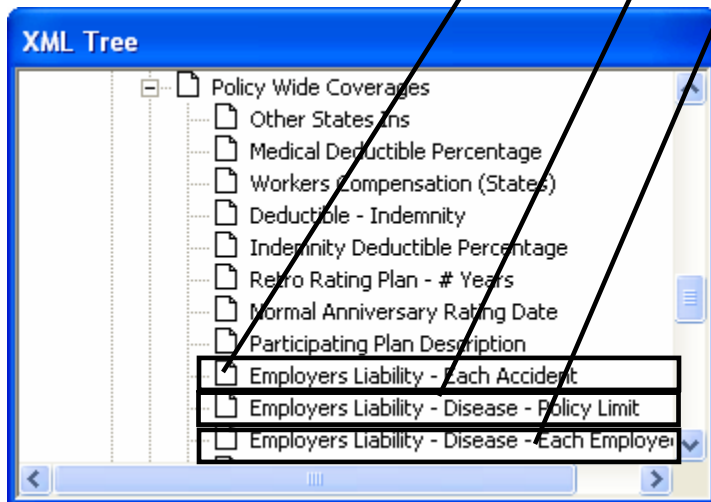 XML Tree
Policy Wide Coverages
Other States Ins
Medical Deductible Percentage
Workers Compensation (States)
Deductible - Indemnity
Indemnity Deductible Percentage
Retro Rating Plan - # Years
Normal Anniversary Rating Date
Participating Plan Description
Employers Liability - Each Accident
Employers Liability - Disease - Policy Limit
Employers Liability - Disease - Each Employee